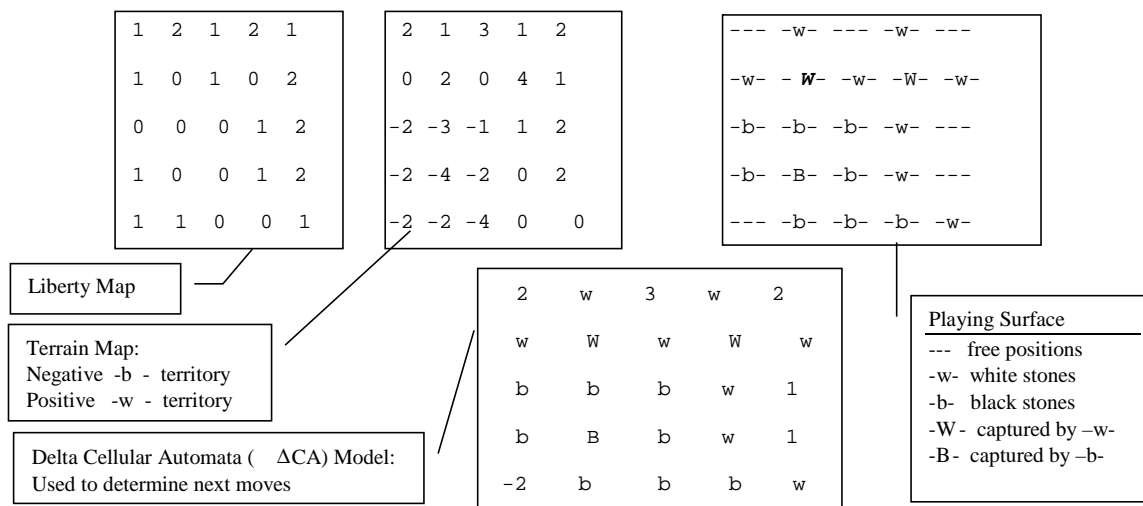 1 2 1 2 1
1 0 1 0 2
0 0 0 1 2
1 0 0 1 2
1 1 0 0 1
2 1 3 1 2
0 2 0 4 1
-2 -3 -1 1 2
-2 -4 -2 0 2
-2 -2 -4 0 0
--- -w- --- -w- ---
-w- -W- -w- -W- -w-
-b- -b- -b- -w- ---
-b- -B- -b- -w- ---
--- -b- -b- -b- -w-
Liberty Map
Terrain Map:
Negative -b - territory
Positive -w - territory
Delta Cellular Automata ( ΔCA) Model:
Used to determine next moves
2 w 3 w 2
w W w W w
b b b w 1
b B b w 1
-2 b b b w
Playing Surface
--- free positions
-w- white stones
-b- black stones
-W - captured by –w-
-B - captured by –b-